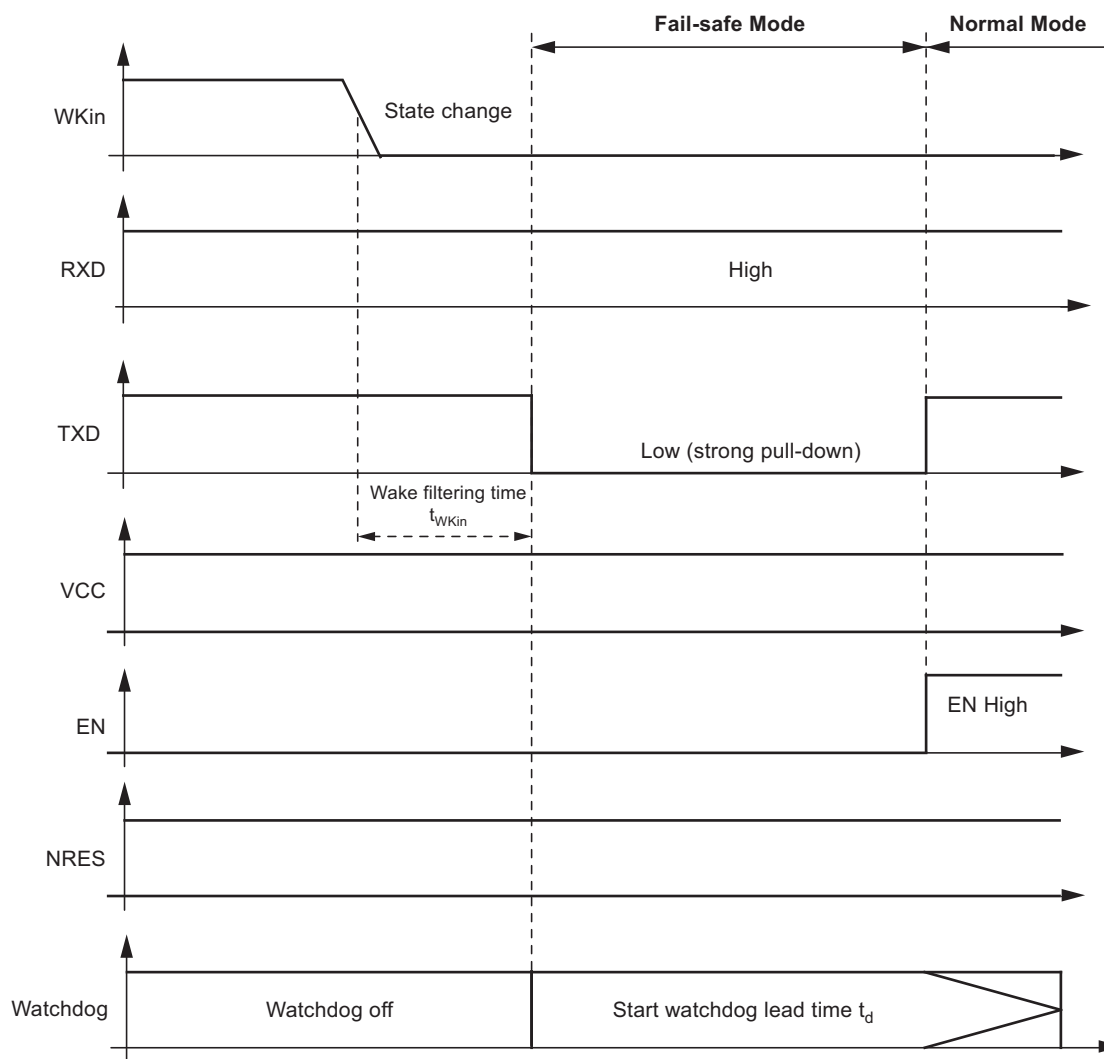 Fail-safe Mode
Normal Mode
WKin
State change
RXD
High
TXD
Low (strong pull-down)
Wake filtering time
tWKin
VCC
EN
EN High
NRES
Watchdog
Watchdog off
Start watchdog lead time td